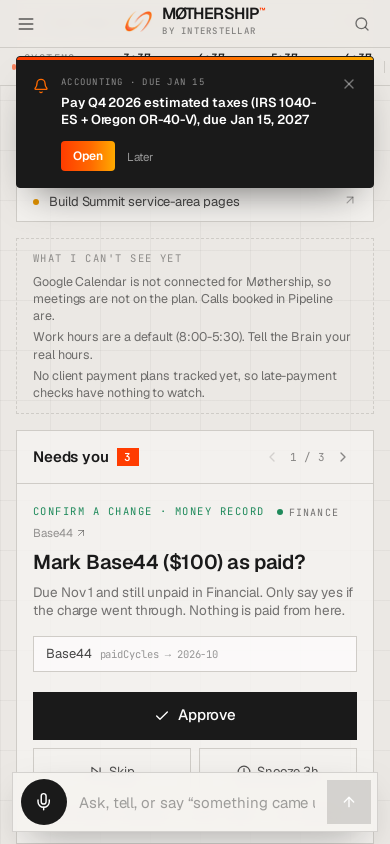 MØTHERSHIP™
BY INTERSTELLAR
ACCOUNTING · DUE JAN 15
Pay Q4 2026 estimated taxes (IRS 1040-
ES + Oregon OR-40-V), due Jan 15, 2027
Open
Later
Build Summit service-area pages
WHAT I CAN'T SEE YET
Google Calendar is not connected for Møthership, so
meetings are not on the plan. Calls booked in Pipeline
are.
Work hours are a default (8:00-5:30). Tell the Brain your
real hours.
No client payment plans tracked yet, so late-payment
checks have nothing to watch.
Needs you 3
1 / 3
CONFIRM A CHANGE · MONEY RECORD
FINANCE
Base44
Mark Base44 ($100) as paid?
Due Nov 1 and still unpaid in Financial. Only say yes if
the charge went through. Nothing is paid from here.
Base44 paidCycles → 2026-10
Approve
Skip
Snooze 3h
Ask, tell, or say “something came u